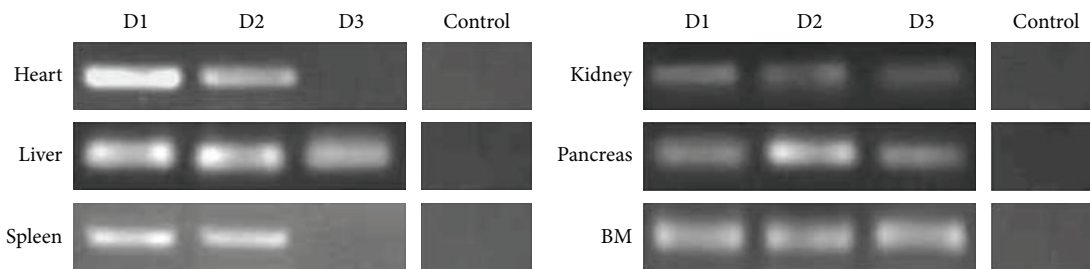 D1 D2 D3 Control
Heart
Liver
Spleen
D1 D2 D3 Control
Kidney
Pancreas
BM